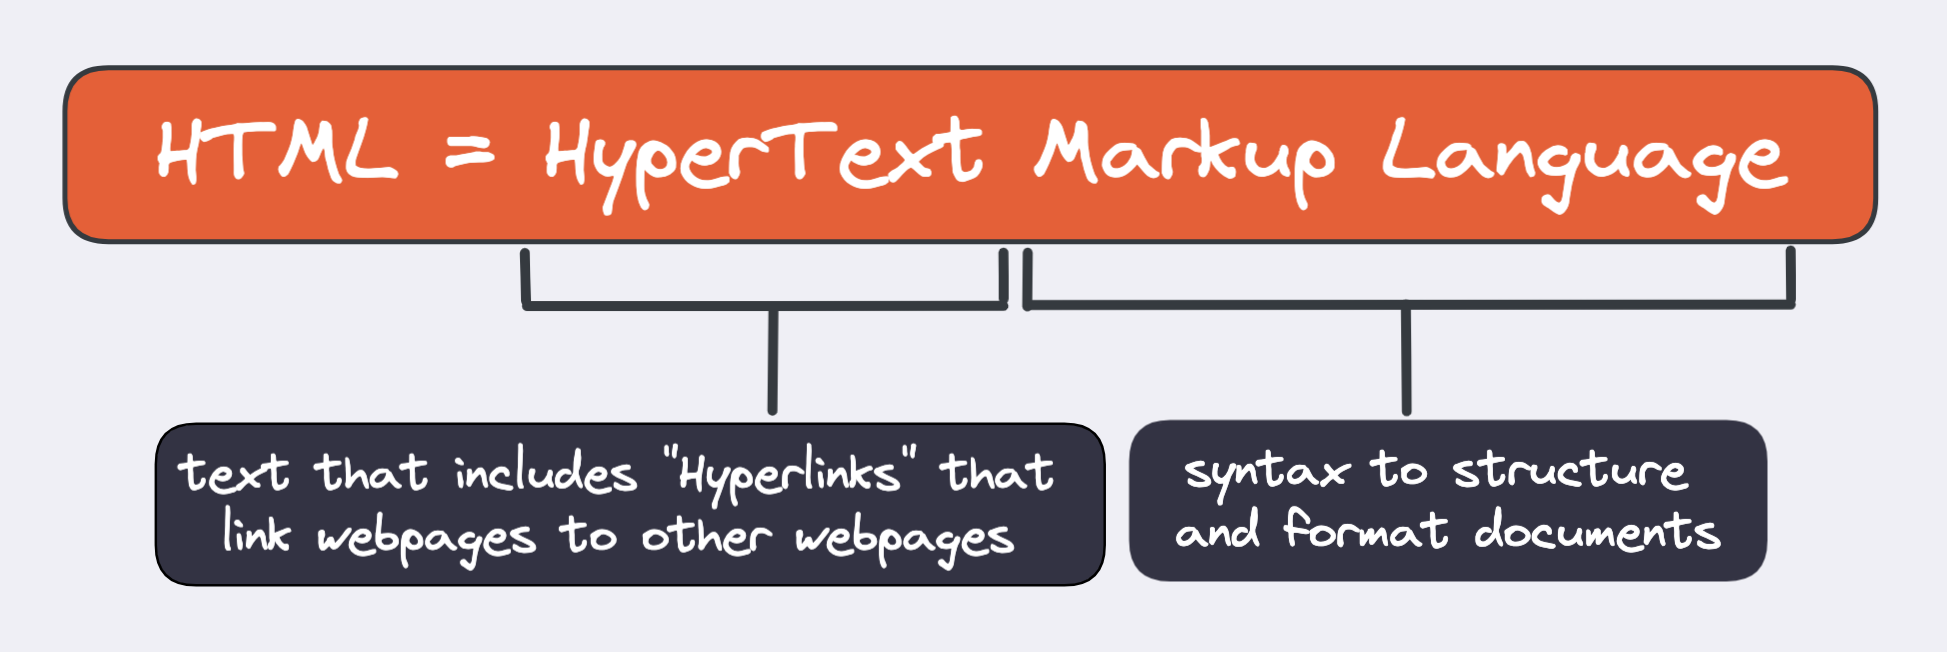 HTML = HyperText Markup Language
text that includes "Hyperlinks" that
link webpages to other webpages
syntax to structure
and format documents